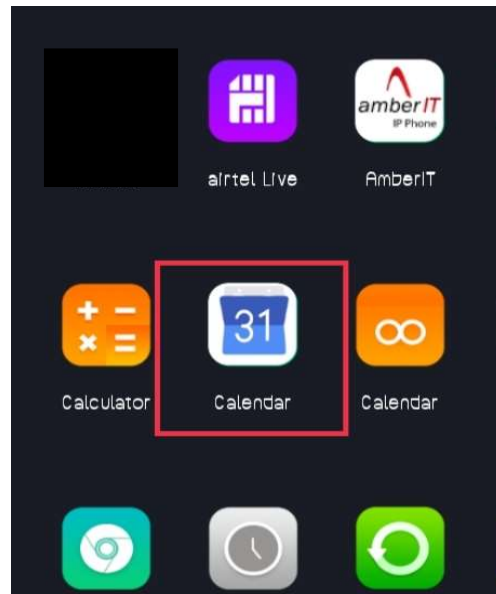 amberIT
IP Phone
airtel Live
AmberIT
31
Calculator
Calendar
Calendar